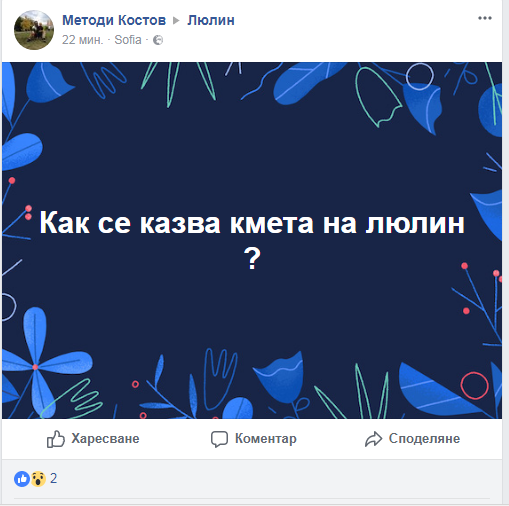 Методи Костов ▸ Люлин
22 мин. · Sofia ·
Как се казва кмета на люлин
?
Харесване Коментар Споделяне
2